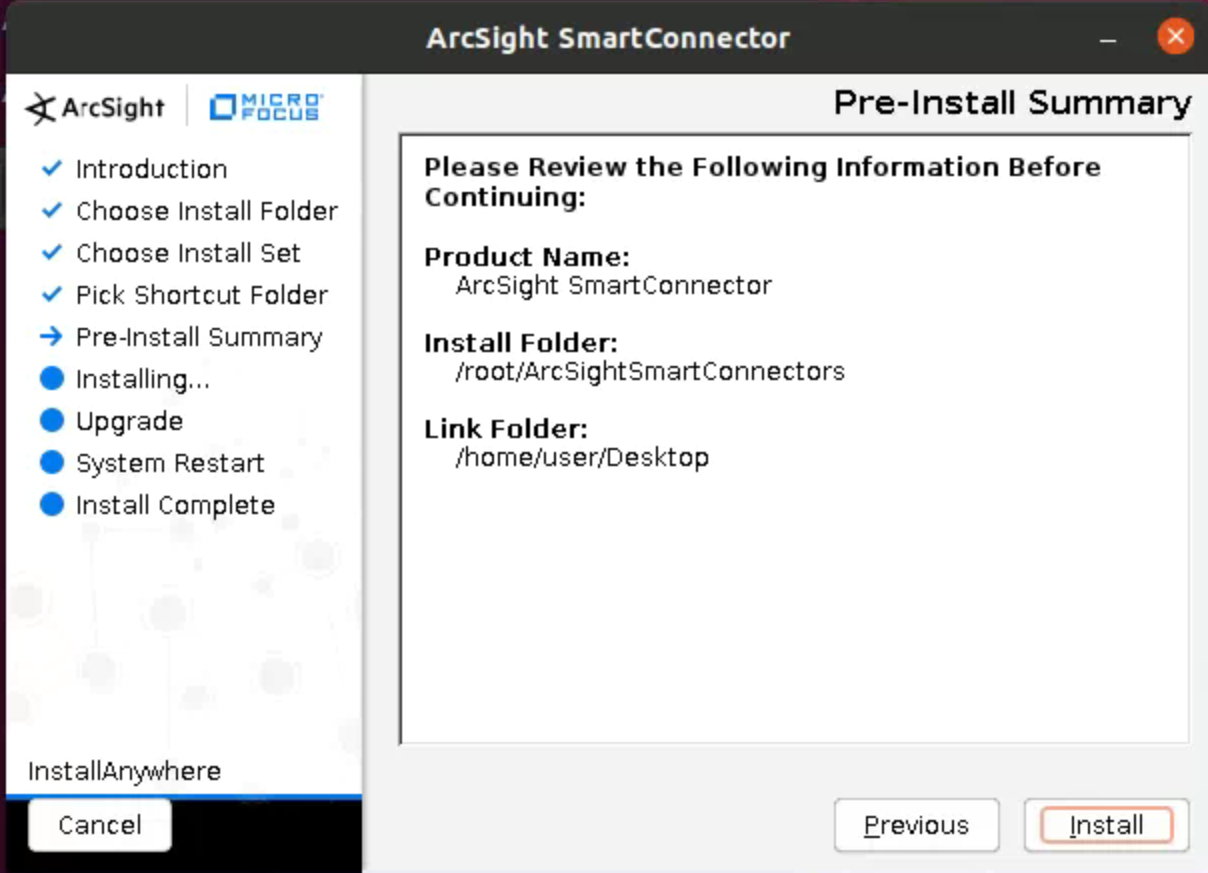 ArcSight SmartConnector
ArcSight
MICRO
FOCUS
Pre-Install Summary
Introduction
Choose Install Folder
Choose Install Set
Pick Shortcut Folder
Pre-Install Summary
Installing...
Upgrade
System Restart
Install Complete
Please Review the Following Information Before
Continuing:
Product Name:
ArcSight SmartConnector
Install Folder:
/root/ArcSightSmartConnectors
Link Folder:
/home/user/Desktop
InstallAnywhere
Cancel
Previous
Install